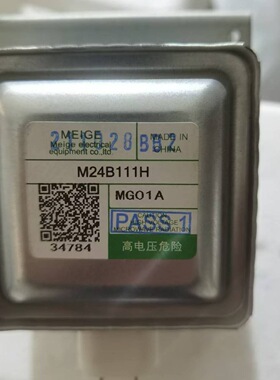 MEIGE
Meige electrical
equipment co.,ltd.
MADE IN
CHINA
M24B111H
MG01A
PASS 1
34784
高电压危险